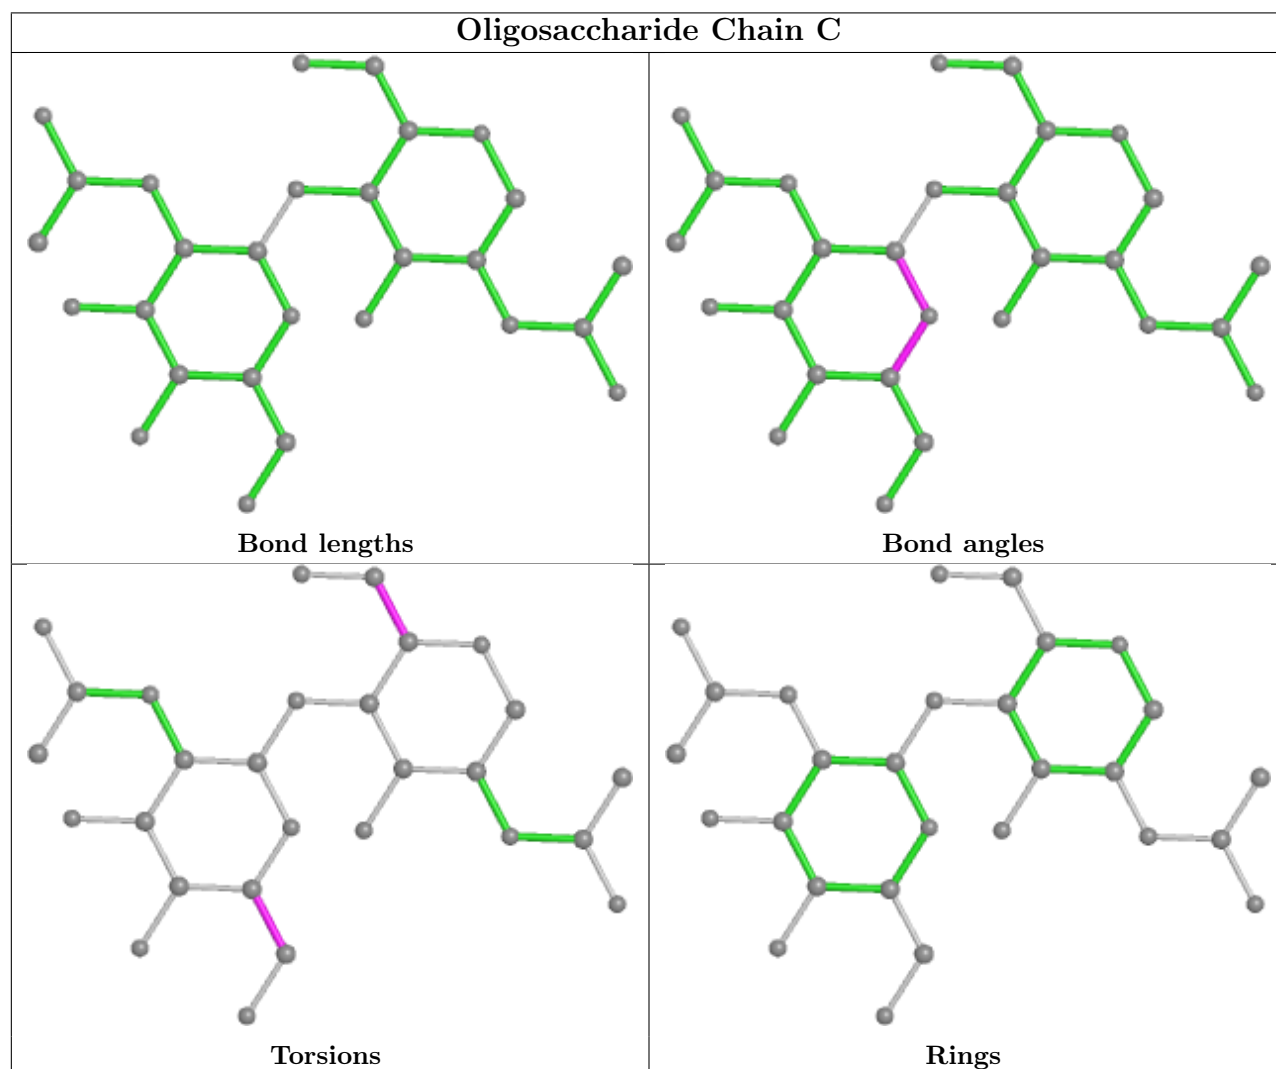 Oligosaccharide Chain C
Bond lengths
Bond angles
Torsions
Rings